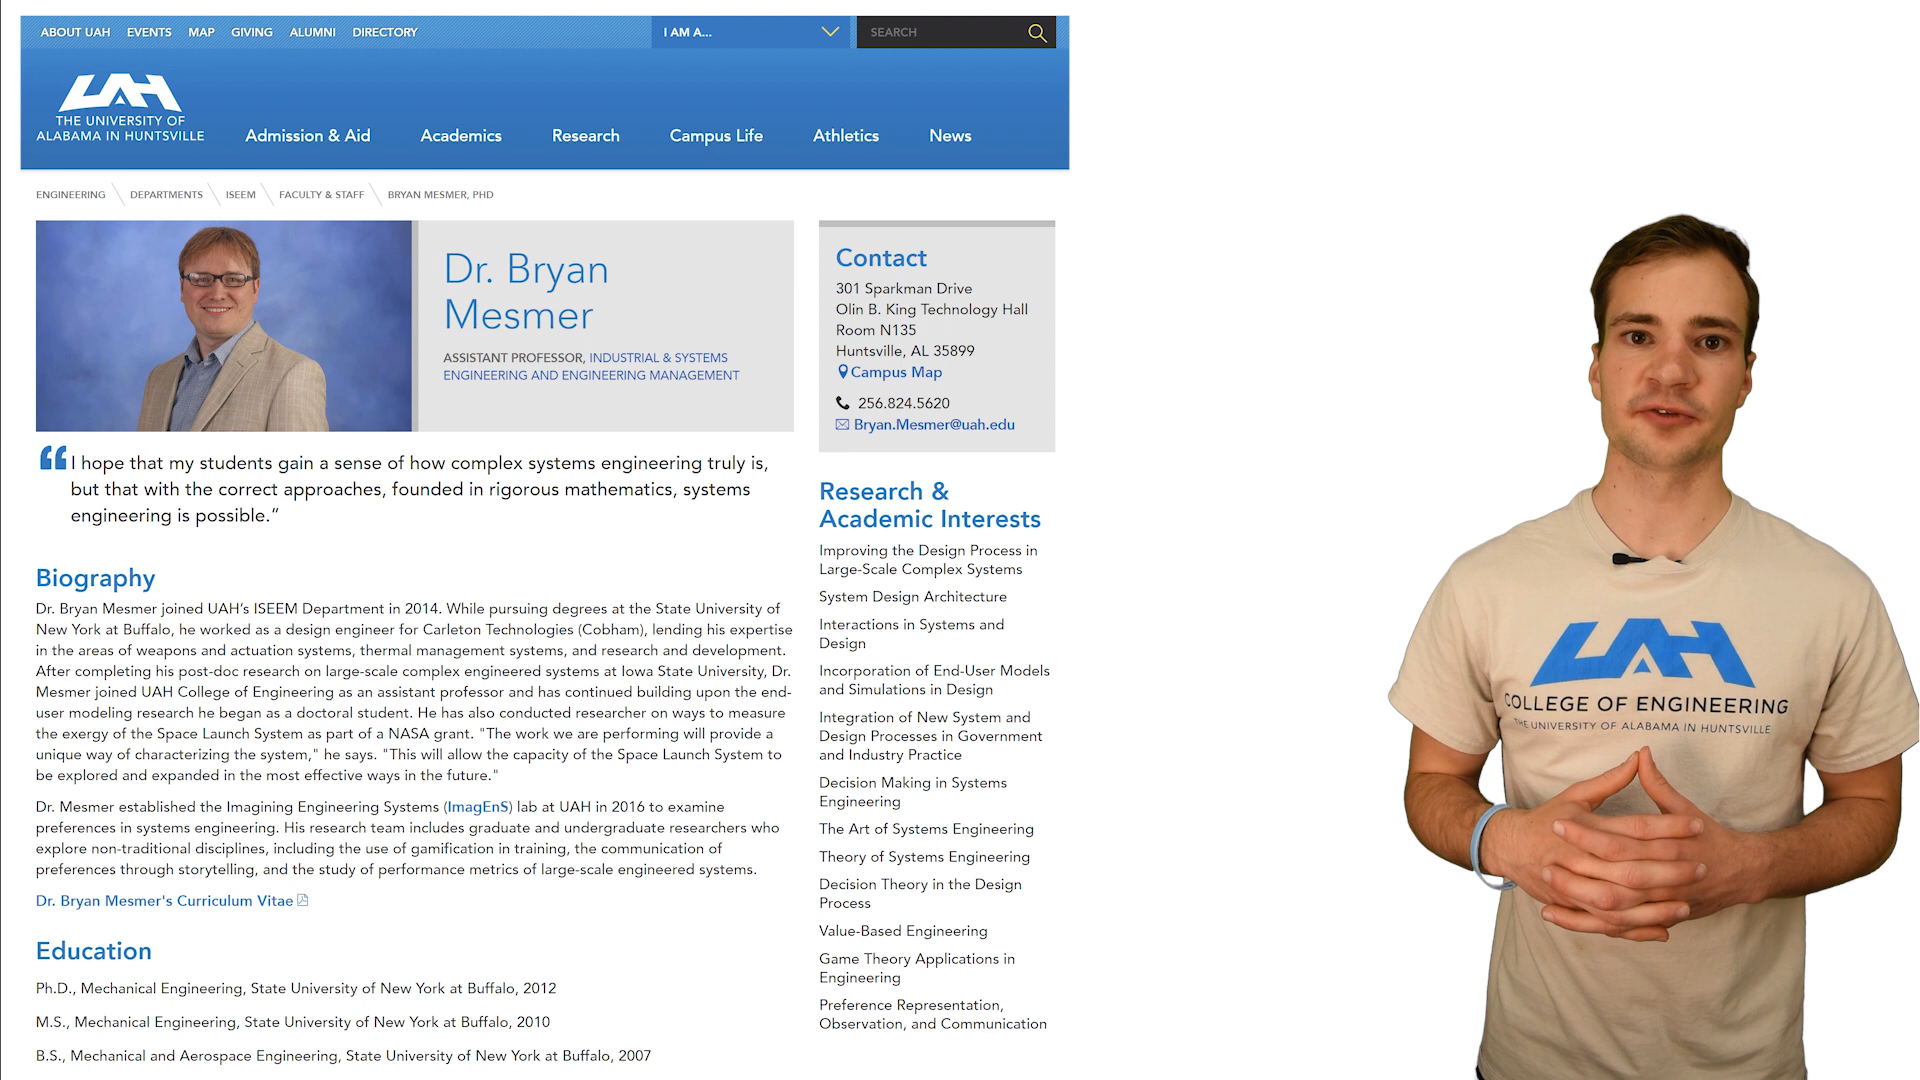 ABOUT UAH EVENTS MAP GIVING ALUMNI DIRECTORY I AM A... SEARCH
UAH
THE UNIVERSITY OF
ALABAMA IN HUNTSVILLE
Admission & Aid Academics Research Campus Life Athletics News
ENGINEERING DEPARTMENTS ISEEM FACULTY & STAFF BRYAN MESMER, PHD
Dr. Bryan
Mesmer
ASSISTANT PROFESSOR, INDUSTRIAL & SYSTEMS
ENGINEERING AND ENGINEERING MANAGEMENT
“I hope that my students gain a sense of how complex systems engineering truly is,
but that with the correct approaches, founded in rigorous mathematics, systems
engineering is possible.”
Biography
Dr. Bryan Mesmer joined UAH’s ISEEM Department in 2014. While pursuing degrees at the State University of
New York at Buffalo, he worked as a design engineer for Carleton Technologies (Cobham), lending his expertise
in the areas of weapons and actuation systems, thermal management systems, and research and development.
After completing his post-doc research on large-scale complex engineered systems at Iowa State University, Dr.
Mesmer joined UAH College of Engineering as an assistant professor and has continued building upon the end-
user modeling research he began as a doctoral student. He has also conducted researcher on ways to measure
the exergy of the Space Launch System as part of a NASA grant. "The work we are performing will provide a
unique way of characterizing the system," he says. "This will allow the capacity of the Space Launch System to
be explored and expanded in the most effective ways in the future."
Dr. Mesmer established the Imagining Engineering Systems (ImagEnS) lab at UAH in 2016 to examine
preferences in systems engineering. His research team includes graduate and undergraduate researchers who
explore non-traditional disciplines, including the use of gamification in training, the communication of
preferences through storytelling, and the study of performance metrics of large-scale engineered systems.
Dr. Bryan Mesmer's Curriculum Vitae
Education
Ph.D., Mechanical Engineering, State University of New York at Buffalo, 2012
M.S., Mechanical Engineering, State University of New York at Buffalo, 2010
B.S., Mechanical and Aerospace Engineering, State University of New York at Buffalo, 2007
Contact
301 Sparkman Drive
Olin B. King Technology Hall
Room N135
Huntsville, AL 35899
Campus Map
256.824.5620
Bryan.Mesmer@uah.edu
Research &
Academic Interests
Improving the Design Process in
Large-Scale Complex Systems
System Design Architecture
Interactions in Systems and
Design
Incorporation of End-User Models
and Simulations in Design
Integration of New System and
Design Processes in Government
and Industry Practice
Decision Making in Systems
Engineering
The Art of Systems Engineering
Theory of Systems Engineering
Decision Theory in the Design
Process
Value-Based Engineering
Game Theory Applications in
Engineering
Preference Representation,
Observation, and Communication
UAH
COLLEGE OF ENGINEERING
THE UNIVERSITY OF ALABAMA IN HUNTSVILLE